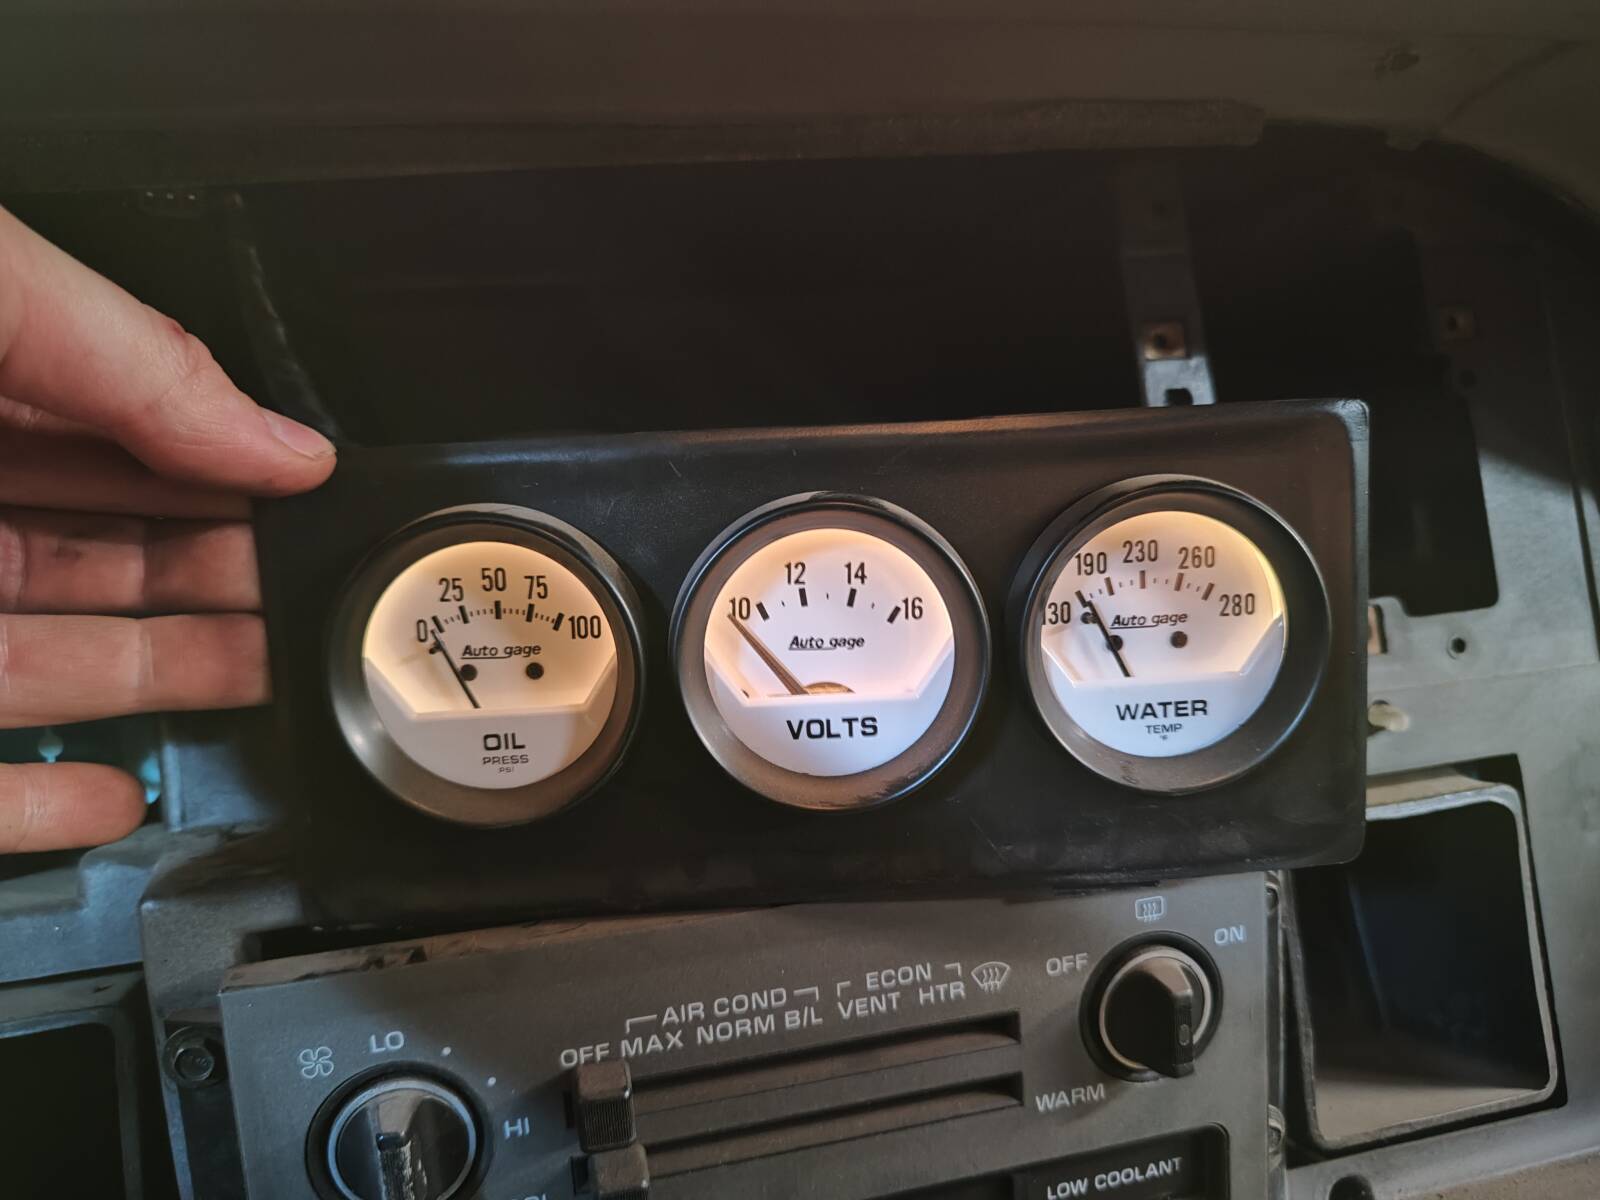 0 25 50 75 100
Auto gage
OIL
PRESS
PSI
10 12 14 16
Auto gage
VOLTS
130 190 230 260 280
Auto gage
WATER
TEMP
°F
LO
HI
AIR COND ECON
OFF MAX NORM B/L VENT HTR
OFF ON
WARM
LOW COOLANT